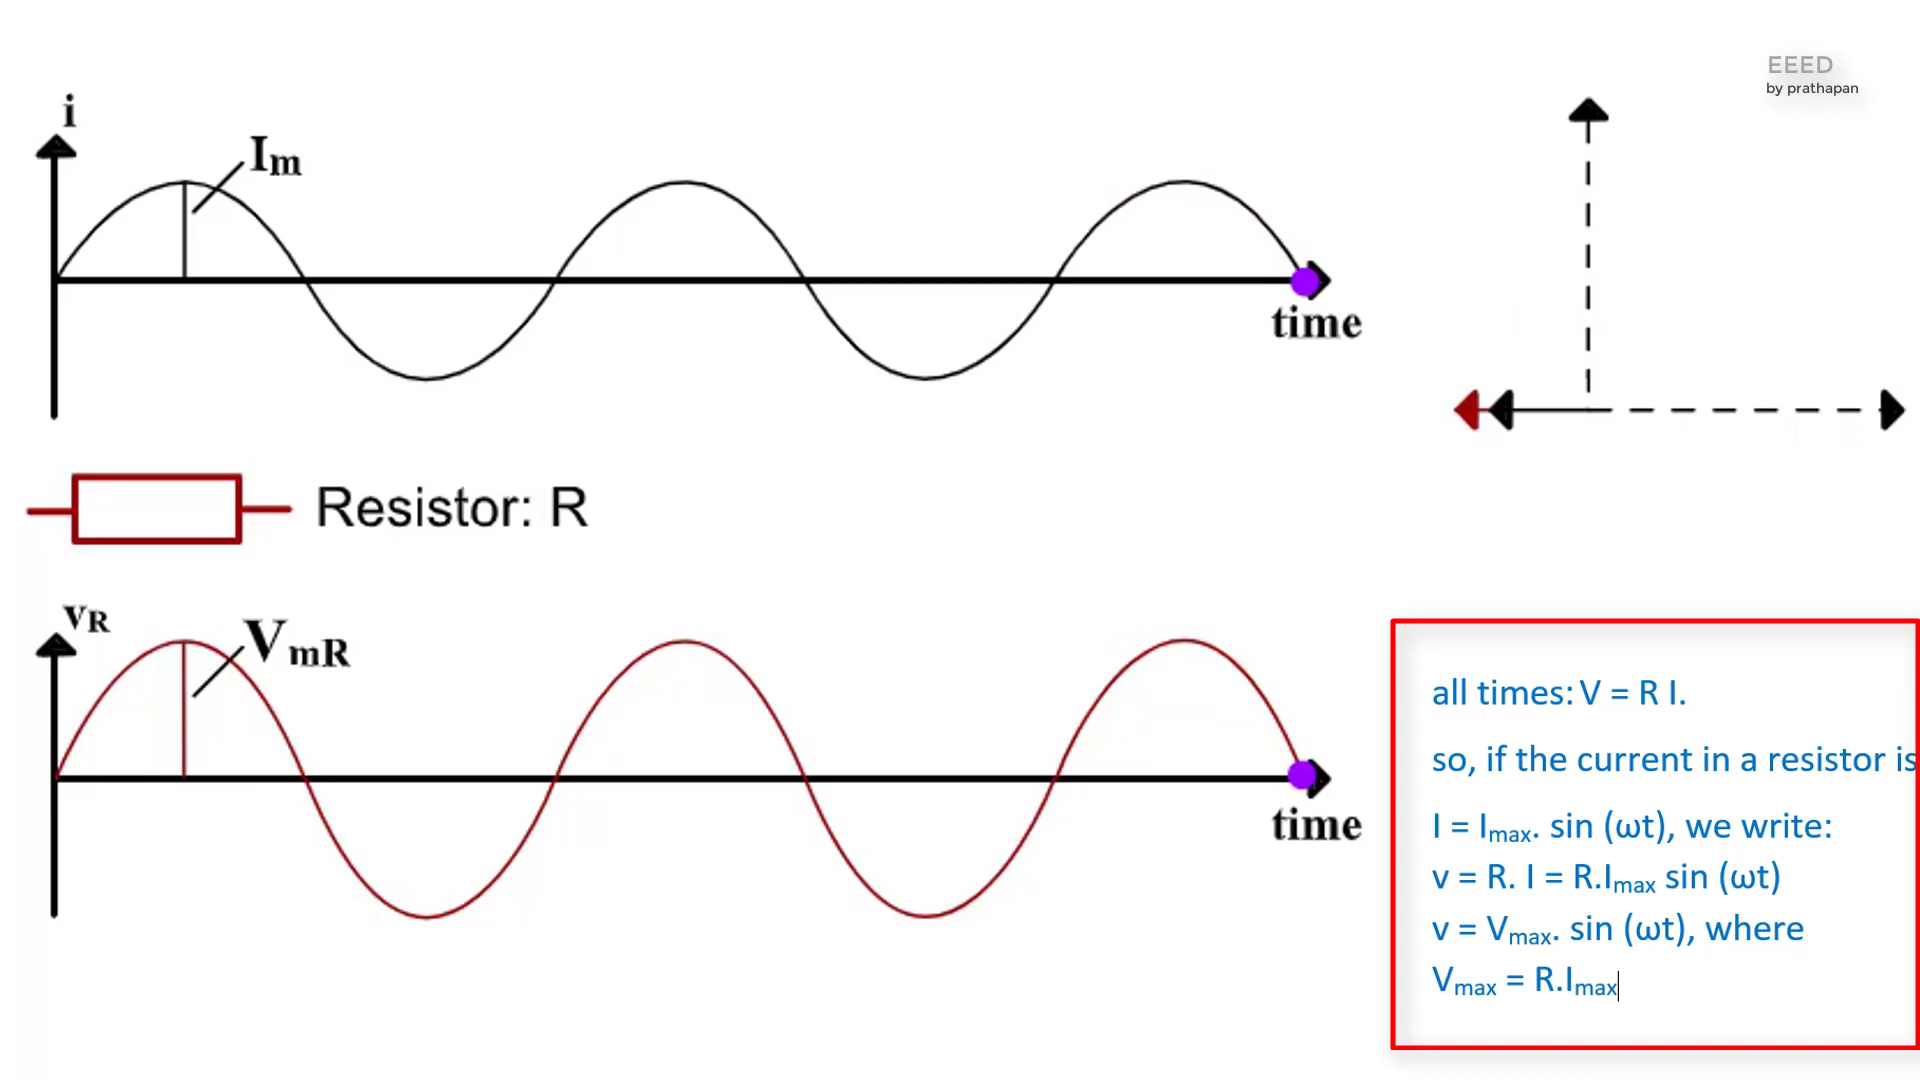 EEED
by prathapan
i
Im
time
Resistor: R
vR
VmR
time
all times: V = R I.
so, if the current in a resistor is
I = Imax. sin (ωt), we write:
v = R. I = R.Imax sin (ωt)
v = Vmax. sin (ωt), where
Vmax = R.Imax